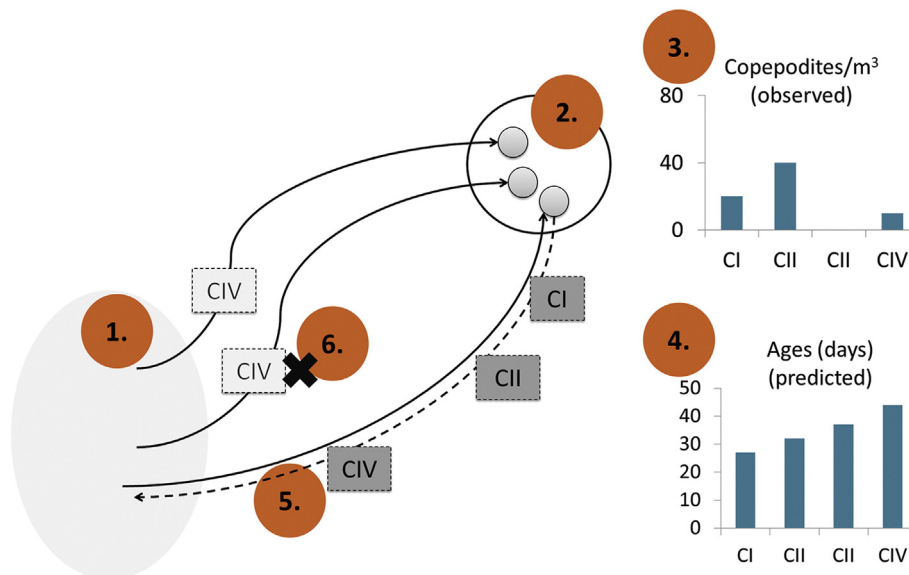 1.
2.
CIV
CIV
6.
CI
CII
CIV
5.
3.
Copepodites/m³
(observed)
80
40
0
CI CII CII CIV
4.
Ages (days)
(predicted)
50
40
30
20
10
0
CI CII CII CIV